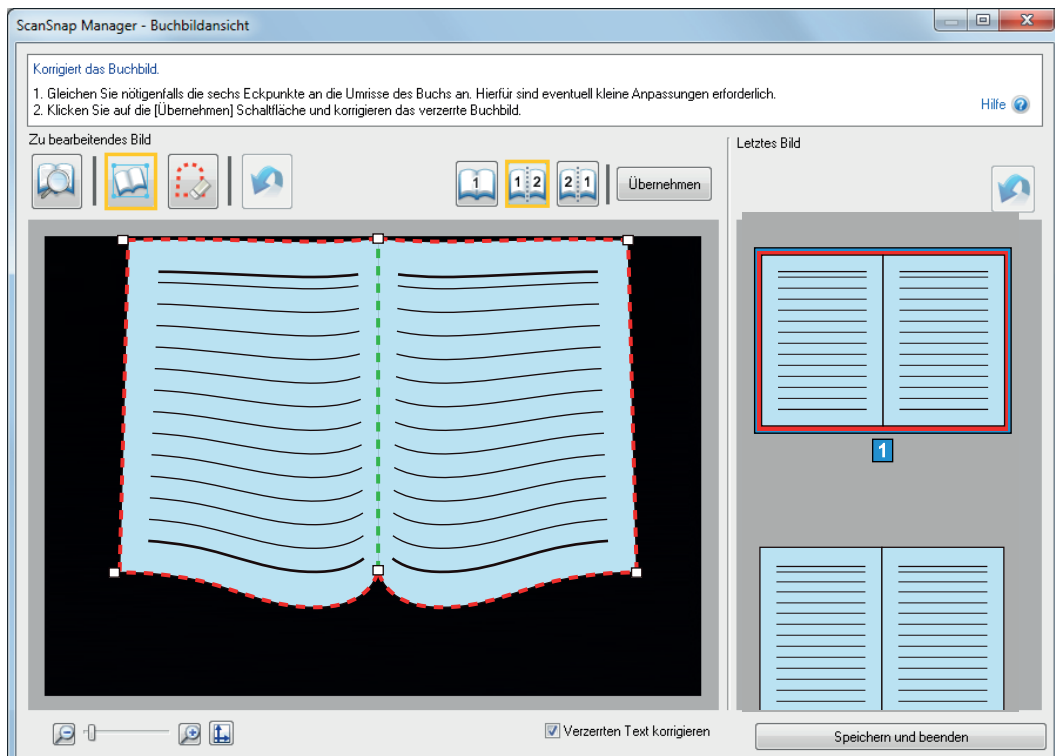 ScanSnap Manager - Buchbildansicht
Korrigiert das Buchbild.
1. Gleichen Sie nötigenfalls die sechs Eckpunkte an die Umrisse des Buchs an. Hierfür sind eventuell kleine Anpassungen erforderlich.
2. Klicken Sie auf die [Übernehmen] Schaltfläche und korrigieren das verzerrte Buchbild.
Hilfe ?
Zu bearbeitendes Bild
Letztes Bild
1
1 2
2 1
Übernehmen
1
Verzerrten Text korrigieren
Speichern und beenden